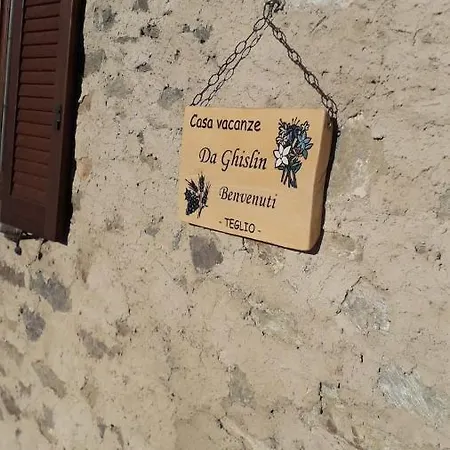 Casa vacanze
Da Ghislin
Benvenuti
- TEGLIO -